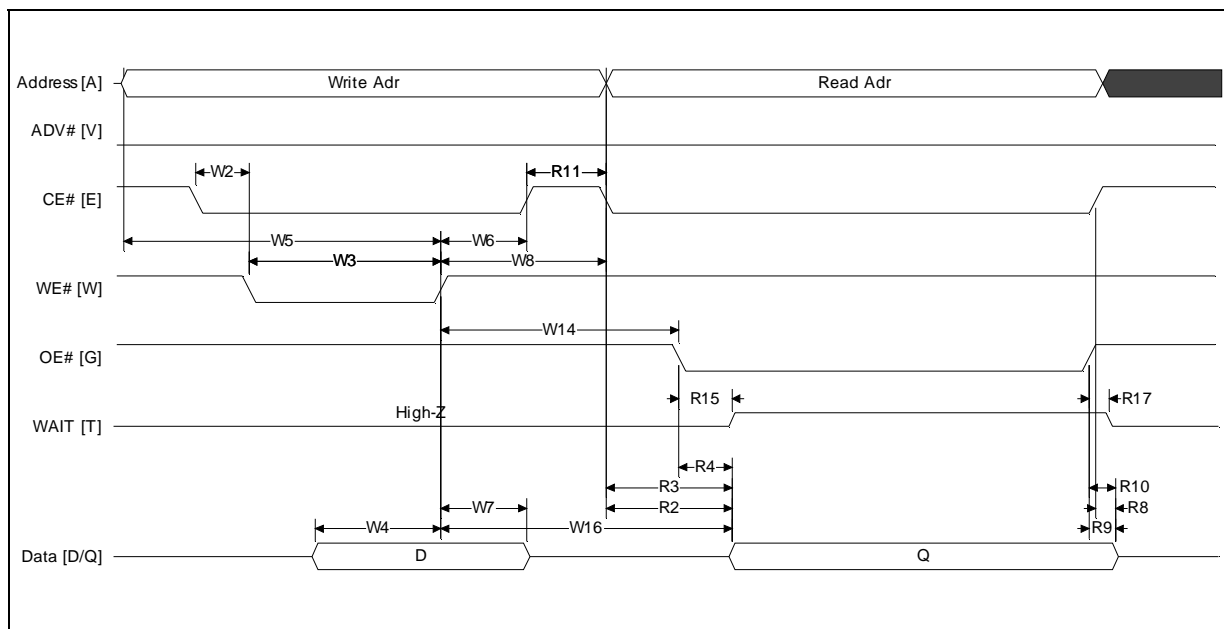 Address [A]
Write Adr
Read Adr
ADV# [V]
W2
R11
CE# [E]
W5
W6
W3
W8
WE# [W]
W14
OE# [G]
R15
R17
High-Z
WAIT [T]
R4
R3
R10
W7
R2
R8
W4
W16
R9
Data [D/Q]
D
Q